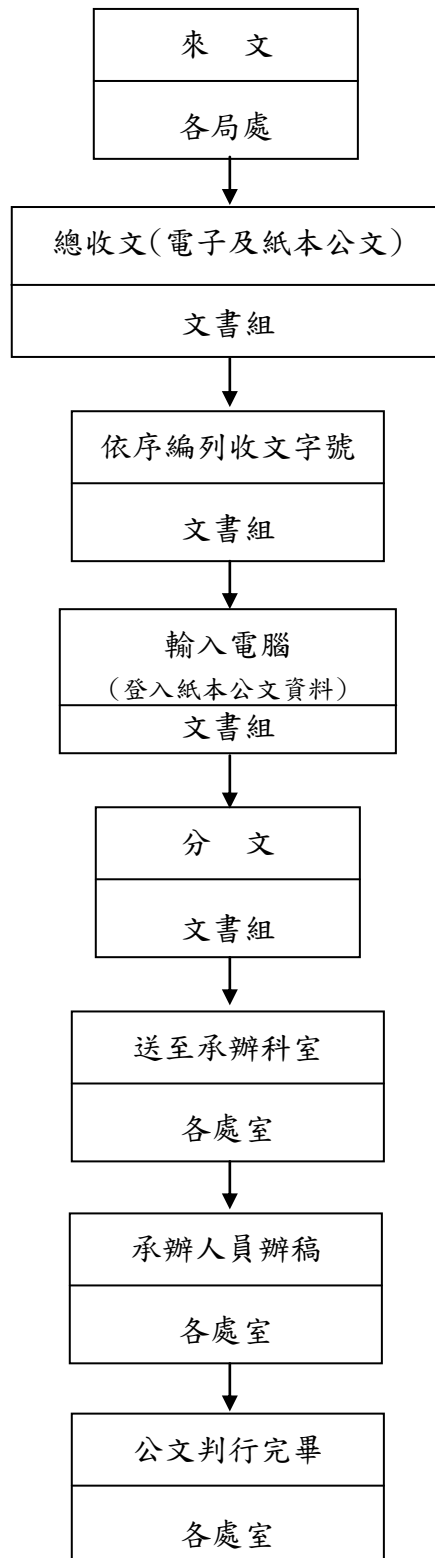 來 文
各局處
總收文(電子及紙本公文)
文書組
依序編列收文字號
文書組
輸入電腦
(登入紙本公文資料)
文書組
分 文
文書組
送至承辦科室
各處室
承辦人員辦稿
各處室
公文判行完畢
各處室